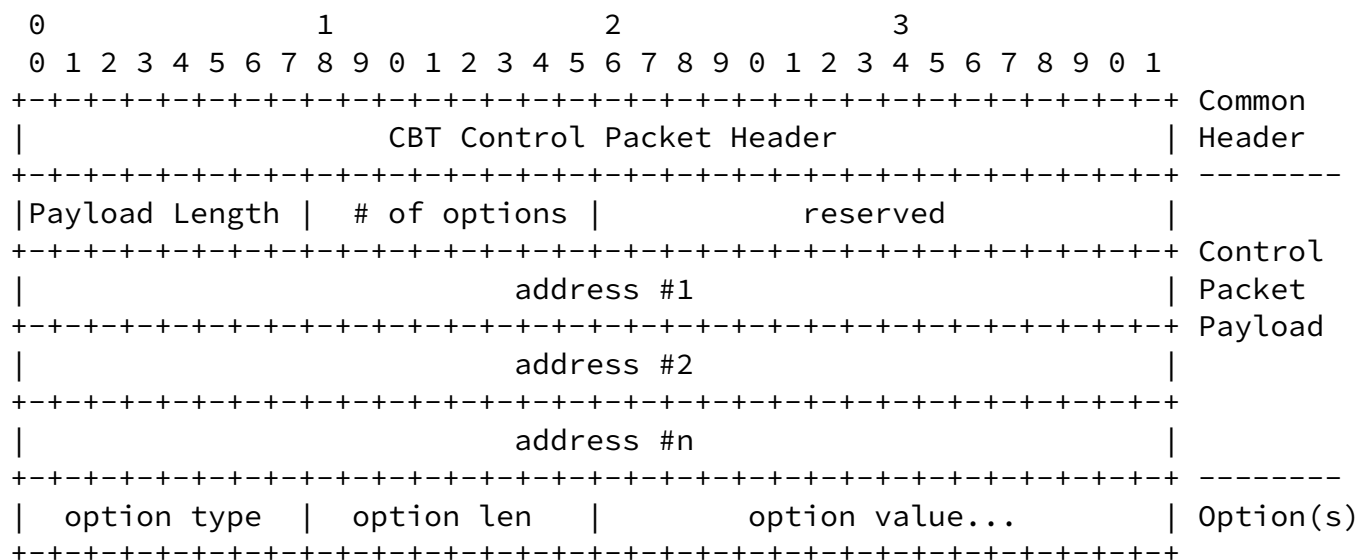 0                   1                   2                   3
 0 1 2 3 4 5 6 7 8 9 0 1 2 3 4 5 6 7 8 9 0 1 2 3 4 5 6 7 8 9 0 1
+-+-+-+-+-+-+-+-+-+-+-+-+-+-+-+-+-+-+-+-+-+-+-+-+-+-+-+-+-+-+-+-+ Common
|                    CBT Control Packet Header                  | Header
+-+-+-+-+-+-+-+-+-+-+-+-+-+-+-+-+-+-+-+-+-+-+-+-+-+-+-+-+-+-+-+-+ --------
|Payload Length |  # of options |           reserved            |
+-+-+-+-+-+-+-+-+-+-+-+-+-+-+-+-+-+-+-+-+-+-+-+-+-+-+-+-+-+-+-+-+ Control
|                           address #1                          | Packet
+-+-+-+-+-+-+-+-+-+-+-+-+-+-+-+-+-+-+-+-+-+-+-+-+-+-+-+-+-+-+-+-+ Payload
|                           address #2                          |
+-+-+-+-+-+-+-+-+-+-+-+-+-+-+-+-+-+-+-+-+-+-+-+-+-+-+-+-+-+-+-+-+
|                           address #n                          |
+-+-+-+-+-+-+-+-+-+-+-+-+-+-+-+-+-+-+-+-+-+-+-+-+-+-+-+-+-+-+-+-+ --------
|  option type  |  option len   |        option value...        | Option(s)
+-+-+-+-+-+-+-+-+-+-+-+-+-+-+-+-+-+-+-+-+-+-+-+-+-+-+-+-+-+-+-+-+